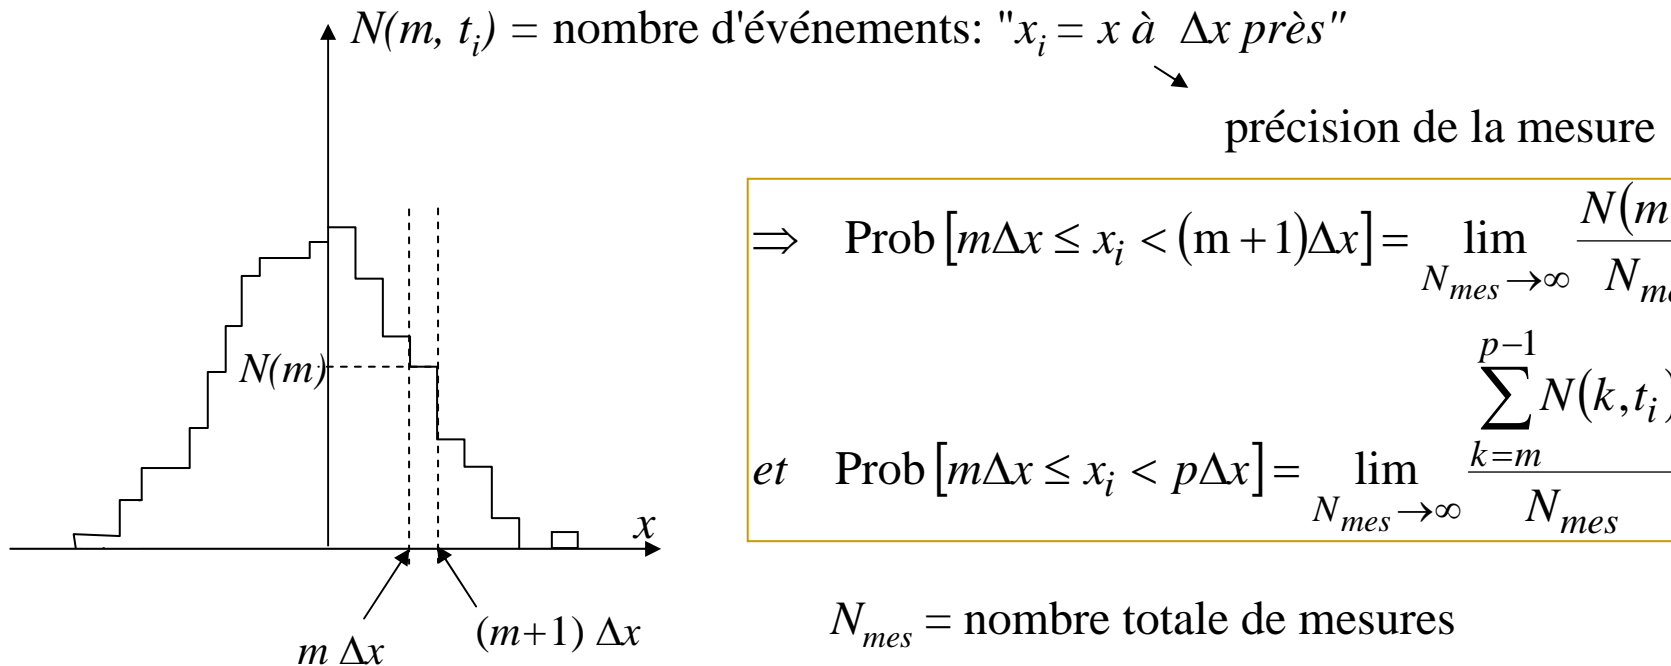 N(m, t_i) = nombre d'événements: "x_i = x à Δx près"
précision de la mesure
⇒ Prob [mΔx ≤ x_i < (m + 1)Δx] = lim_{N_mes → ∞} N(m / N_me
N(m)
et Prob [mΔx ≤ x_i < pΔx] = lim_{N_mes → ∞} ∑_{k=m}^{p−1} N(k, t_i) / N_mes
x
m Δx
(m+1) Δx
N_mes = nombre totale de mesures